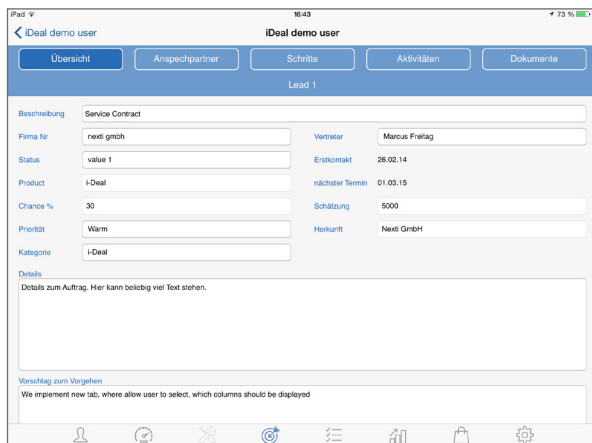 iPad 16:43 73 %
iDeal demo user iDeal demo user
Übersicht Anspechpartner Schritte Aktivitäten Dokumente
Lead 1
Beschreibung Service Contract
Firma Nr nexti gmbh Vertreter Marcus Freitag
Status value 1 Erstkontakt 26.02.14
Product i-Deal nächster Termin 01.03.15
Chance % 30 Schätzung 5000
Priorität Warm Herkunft Nexti GmbH
Kategorie i-Deal
Details
Details zum Auftrag. Hier kann beliebig viel Text stehen.
Vorschlag zum Vorgehen
We implement new tab, where allow user to select, which columns should be displayed